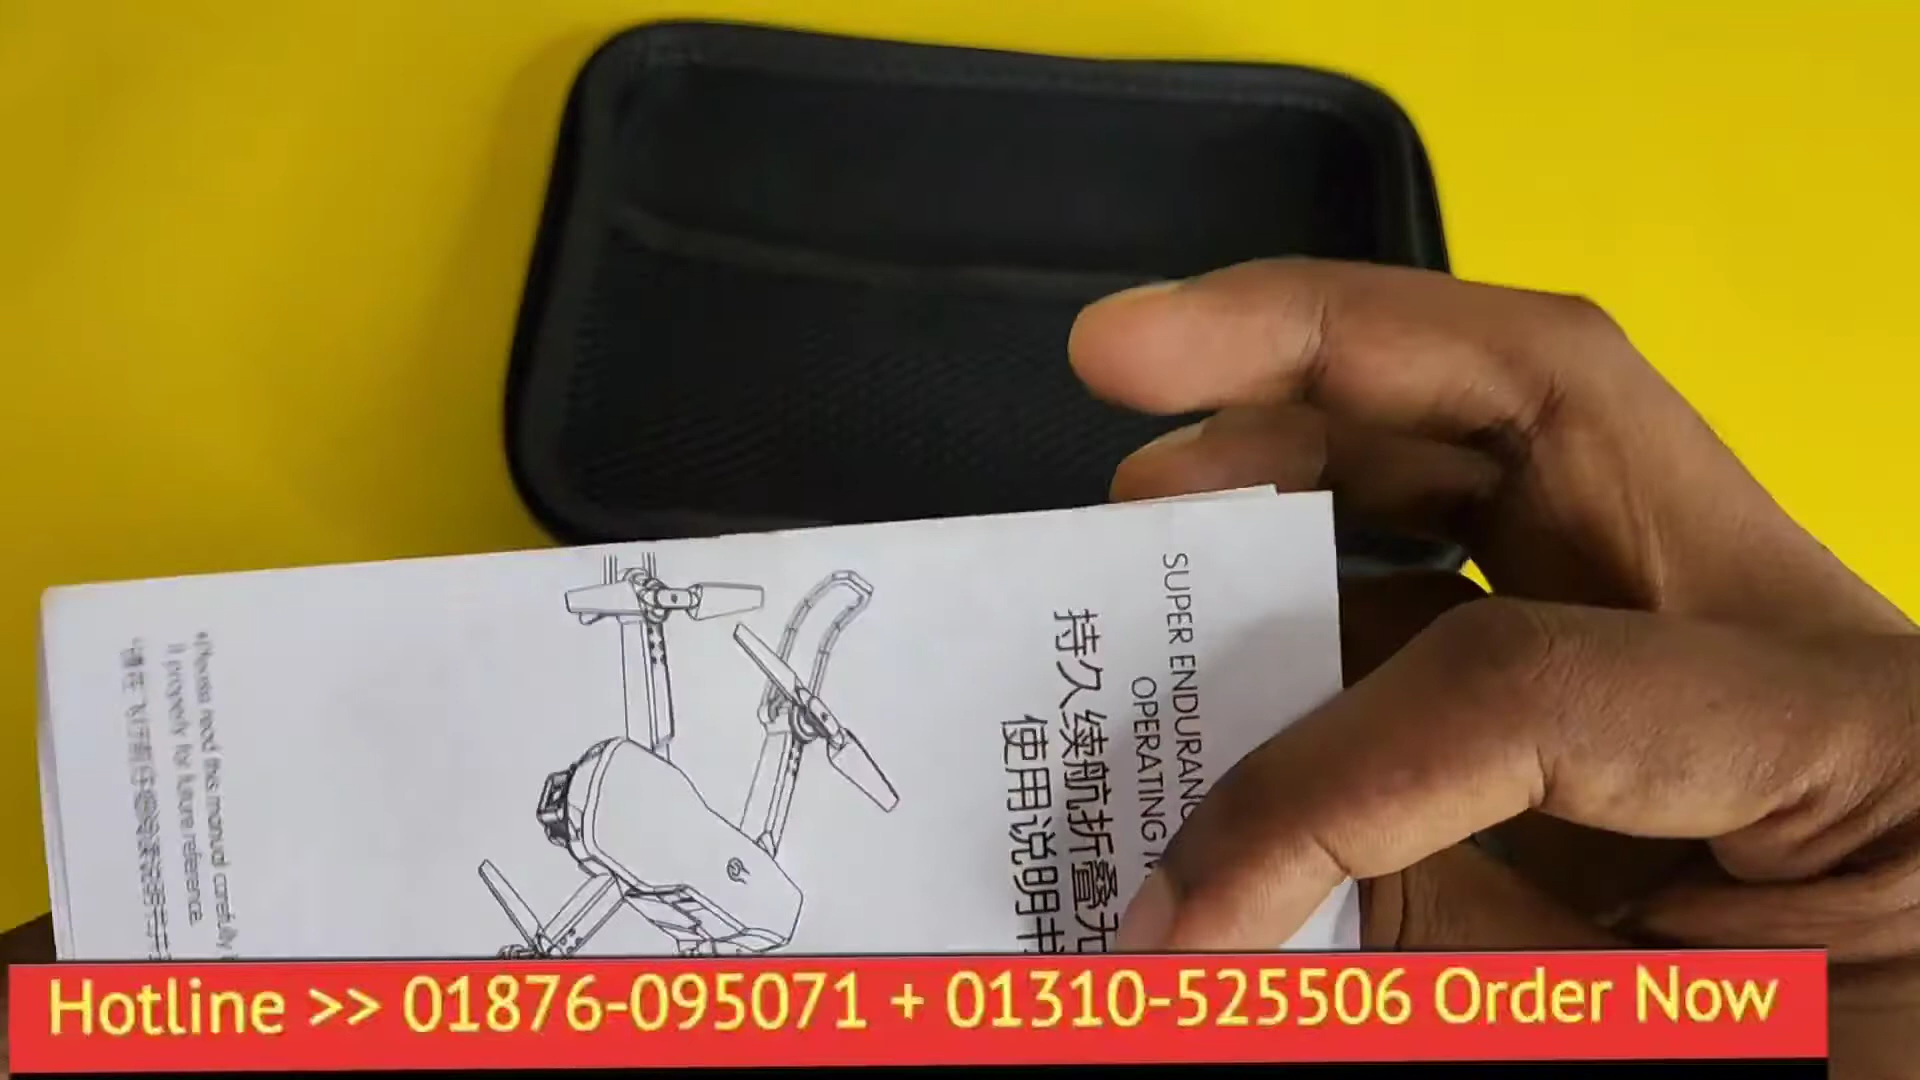 SUPER ENDURANC
OPERATING M
持久续航折叠无
使用说明书
*Please read this manual carefully
it properly for future reference.
Hotline >> 01876-095071 + 01310-525506 Order Now